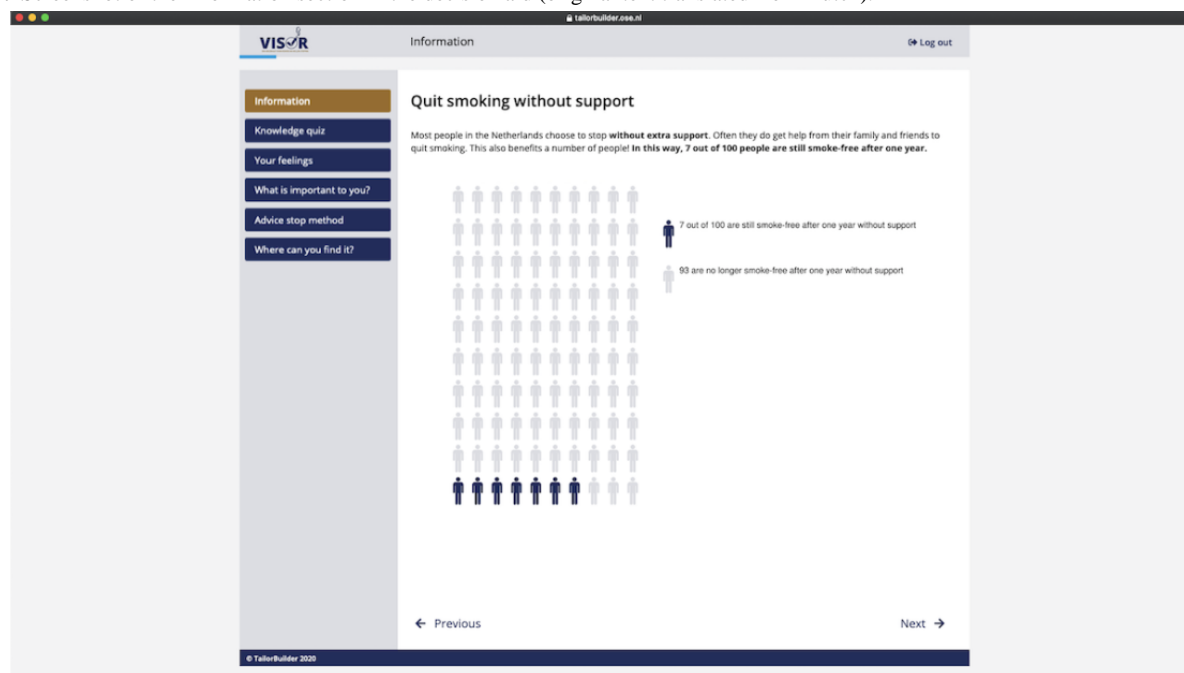 tailorbuilder.ose.nl
VISOR
Information
Log out
Information
Knowledge quiz
Your feelings
What is important to you?
Advice stop method
Where can you find it?
Quit smoking without support
Most people in the Netherlands choose to stop without extra support. Often they do get help from their family and friends to
quit smoking. This also benefits a number of people! In this way, 7 out of 100 people are still smoke-free after one year.
7 out of 100 are still smoke-free after one year without support
93 are no longer smoke-free after one year without support
← Previous
Next →
© TailorBuilder 2020